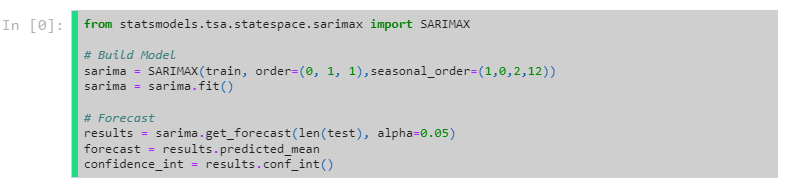 In [0]:
from statsmodels.tsa.statespace.sarimax import SARIMAX
# Build Model
sarima = SARIMAX(train, order=(0, 1, 1),seasonal_order=(1,0,2,12))
sarima = sarima.fit()
# Forecast
results = sarima.get_forecast(len(test), alpha=0.05)
forecast = results.predicted_mean
confidence_int = results.conf_int()